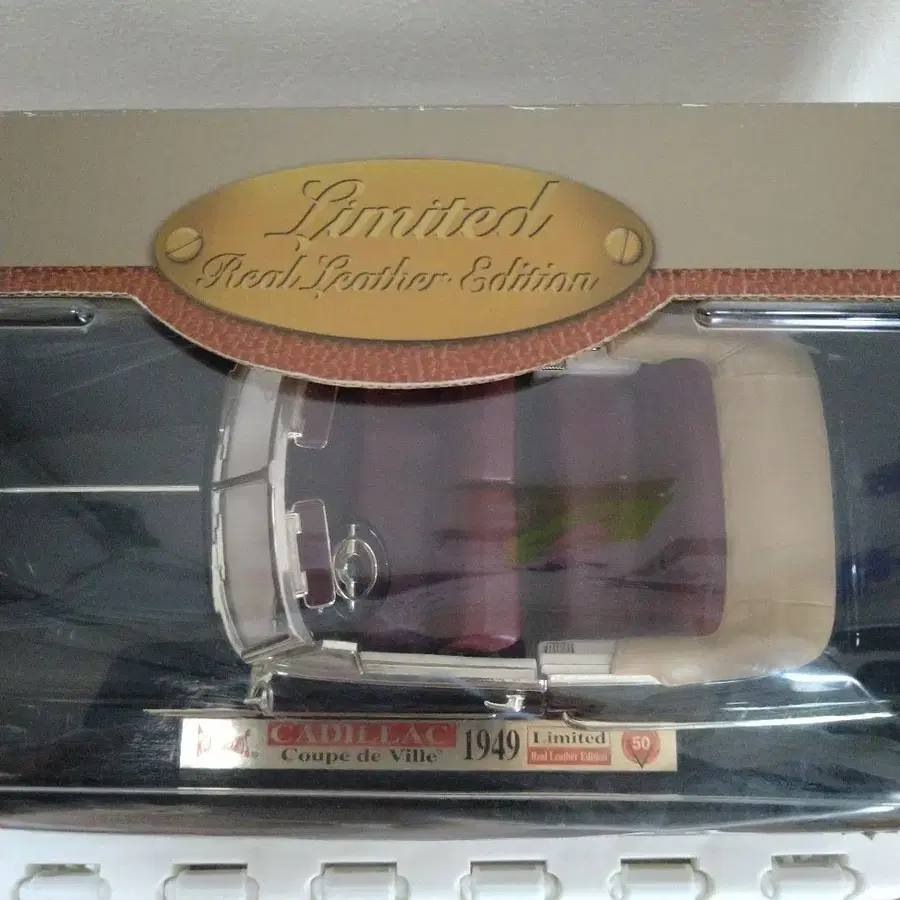 Limited
Real Leather Edition
CADILLAC
Coupe de Ville®
1949
Limited
Real Leather Edition
50